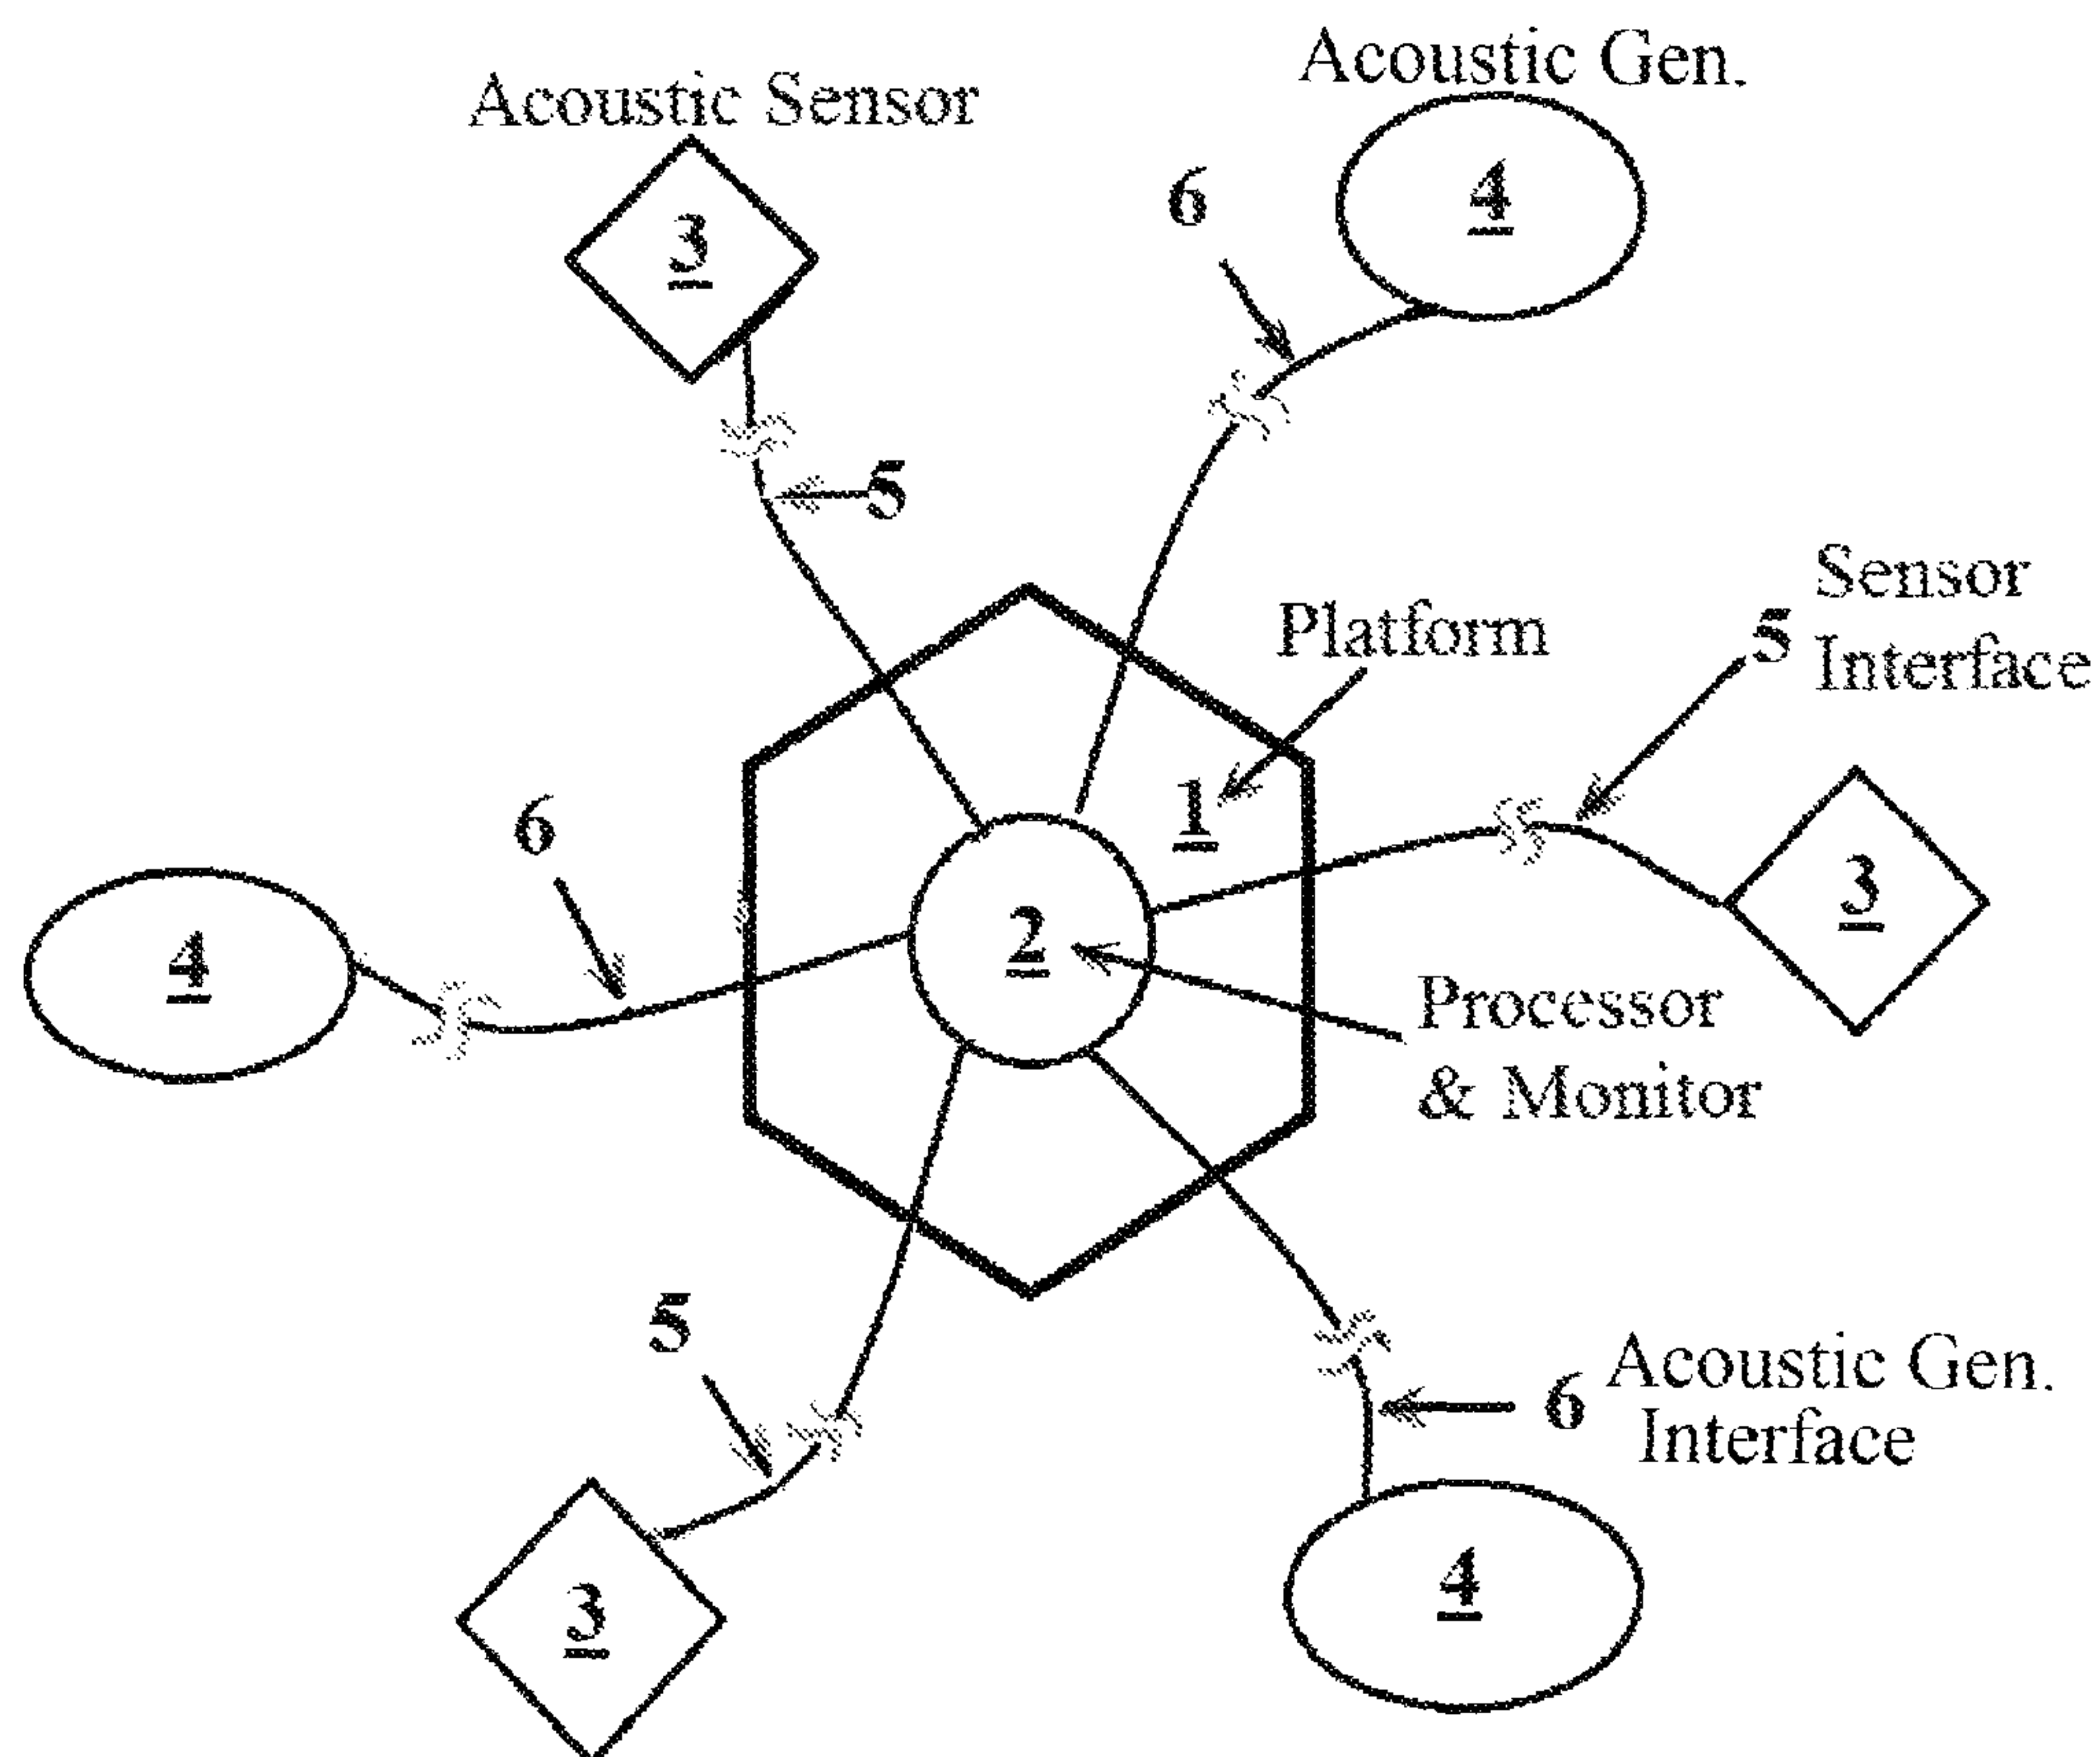 Acoustic Gen.
Acoustic Sensor
4
6
3
5
Sensor
5
Interface
Platform
1
6
3
2
4
Processor
& Monitor
5
Acoustic Gen.
6
Interface
4
3